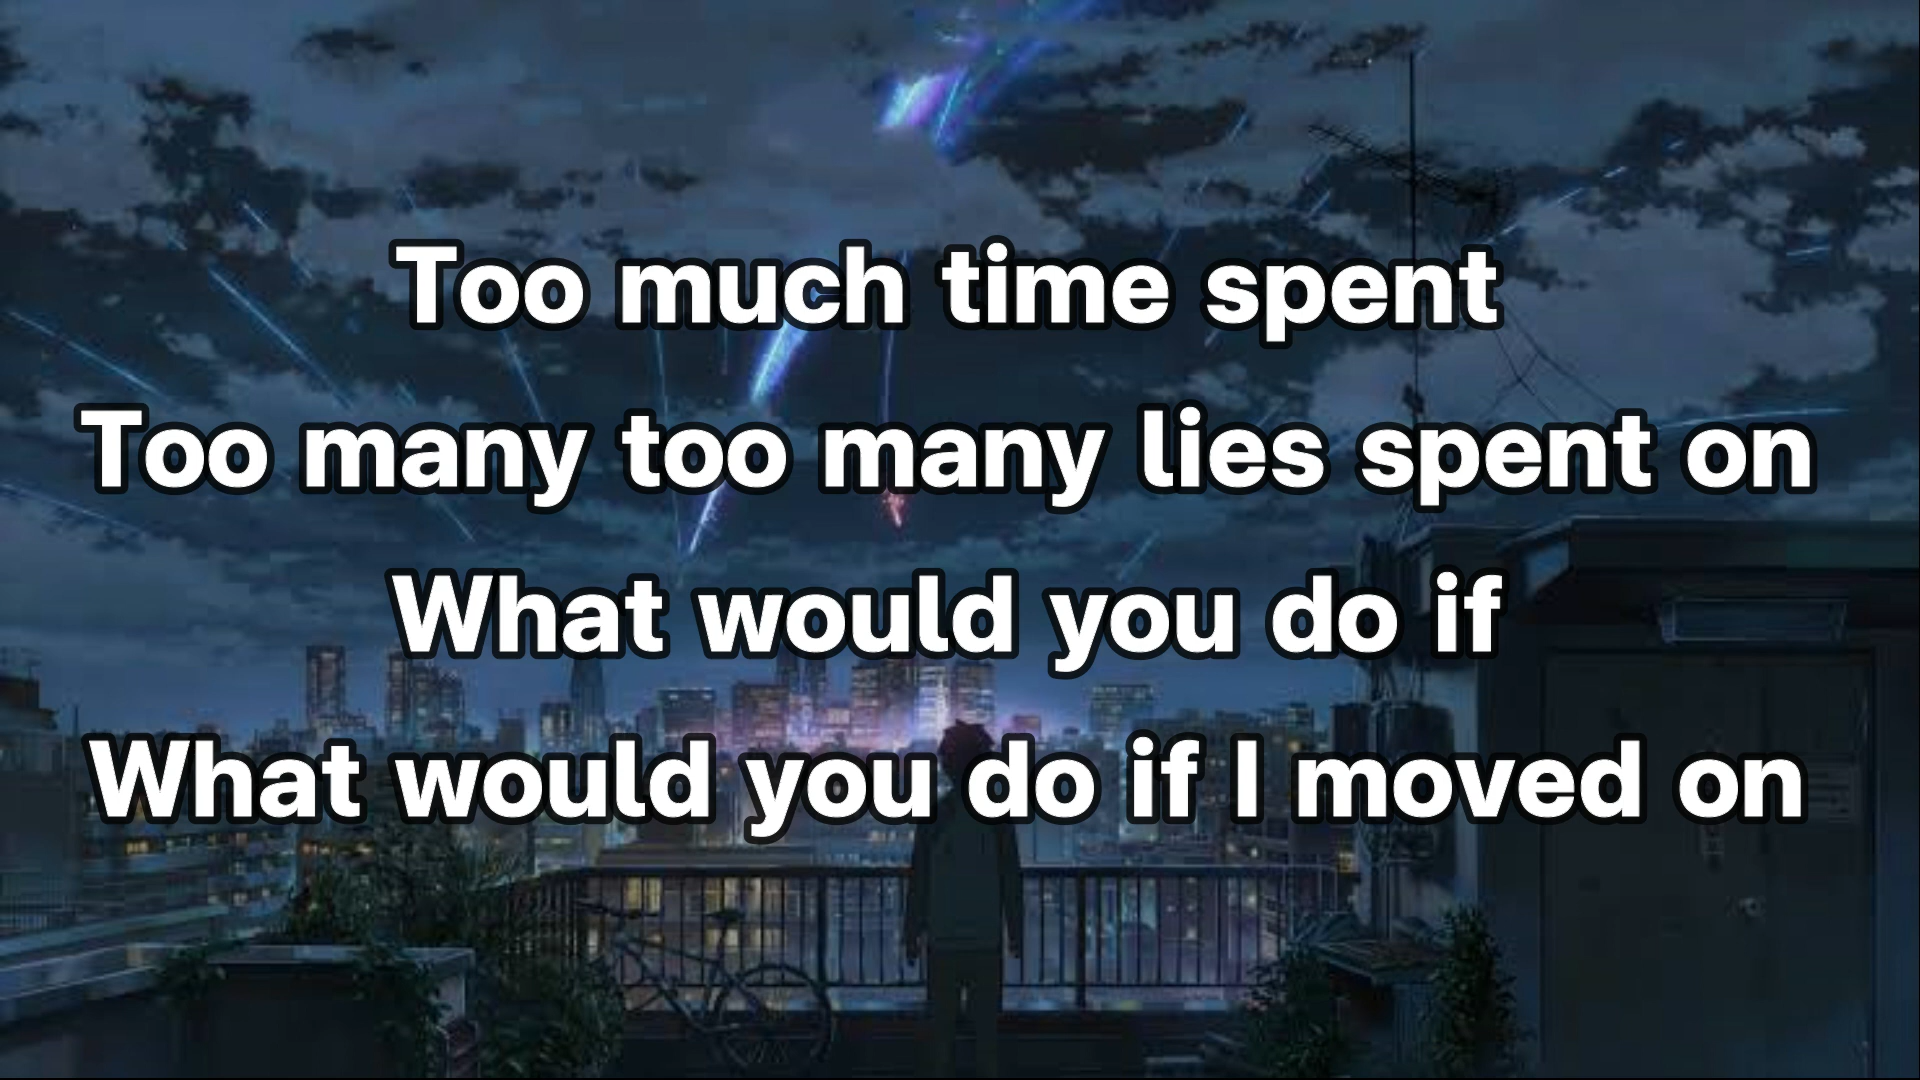 Too much time spent
Too many too many lies spent on
What would you do if
What would you do if I moved on